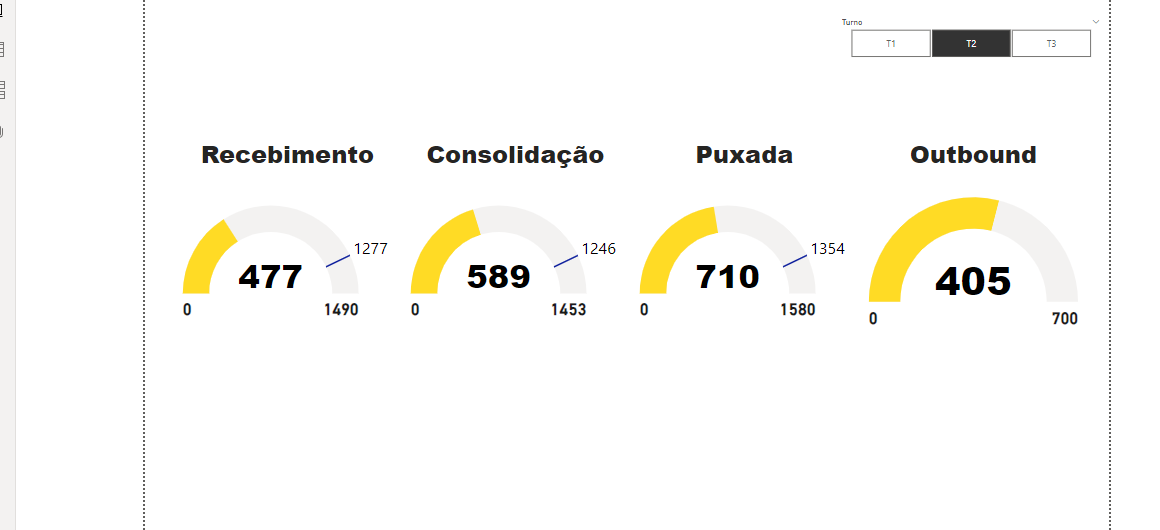 Turno
T1 T2 T3
Recebimento Consolidação Puxada Outbound
1277 1246 1354
477 589 710 405
0 1490 0 1453 0 1580 0 700